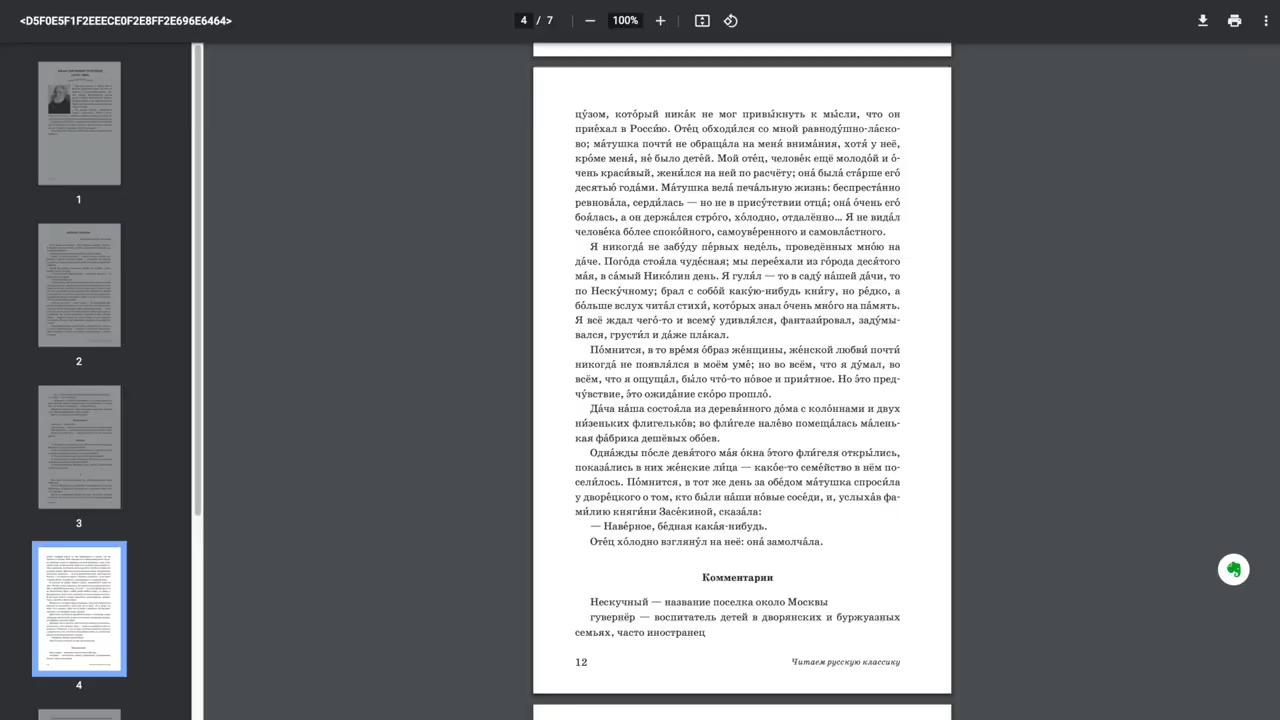 <D5F0E5F1F2EEECE0F2E8FF2E696E6464>
4 / 7
100%
1
2
3
4
цу́зом, кото́рый ника́к не мог привы́кнуть к мы́сли, что он
прие́хал в Росси́ю. Оте́ц обходи́лся со мной равноду́шно-ла́ско-
во; ма́тушка почти́ не обраща́ла на меня́ внима́ния, хотя́ у неё,
кро́ме меня́, не́ было дете́й. Мой оте́ц, челове́к ещё молодо́й и о́-
чень краси́вый, жени́лся на ней по расчёту; она́ была́ ста́рше его́
десятью́ года́ми. Ма́тушка вела́ печа́льную жизнь: беспреста́нно
ревнова́ла, серди́лась — но не в прису́тствии отца́; она́ о́чень его́
боя́лась, а он держа́лся стро́го, хо́лодно, отдалённо... Я не вида́л
челове́ка бо́лее споко́йного, самоуве́ренного и самовла́стного.
Я никогда́ не забу́ду пе́рвых неде́ль, проведённых мно́ю на
да́че. Пого́да стоя́ла чуде́сная; мы перее́хали из го́рода деся́того
ма́я, в са́мый Нико́лин день. Я гуля́л — то в саду́ на́шей да́чи, то
по Неску́чному; брал с собо́й каку́ю-нибудь кни́гу, но ре́дко, а
бо́льше вслух чита́л стихи́, кото́рых знал о́чень мно́го на па́мять.
Я всё ждал чего́-то и всему́ удивля́лся, фантази́ровал, заду́мы-
вался, грусти́л и да́же пла́кал.
По́мнится, в то вре́мя о́браз же́нщины, же́нской любви́ почти́
никогда́ не появля́лся в моём уме́; но во всём, что я ду́мал, во
всём, что я ощуща́л, бы́ло что́-то но́вое и прия́тное. Но э́то пред-
чу́вствие, э́то ожида́ние ско́ро прошло́.
Да́ча на́ша состоя́ла из деревя́нного до́ма с коло́ннами и двух
ни́зеньких флигелько́в; во фли́геле нале́во помеща́лась ма́лень-
кая фа́брика дешёвых обо́ев.
Одна́жды по́сле девя́того ма́я о́кна э́того фли́геля откры́лись,
показа́лись в них же́нские ли́ца — како́е-то семе́йство в нём по-
сели́лось. По́мнится, в тот же день за обе́дом ма́тушка спроси́ла
у дворе́цкого о том, кто бы́ли на́ши но́вые сосе́ди, и, услыха́в фа-
ми́лию княги́ни Засе́киной, сказа́ла:
— Наве́рное, бе́дная кака́я-нибудь.
Оте́ц хо́лодно взгляну́л на неё: она́ замолча́ла.
Комментарии
Нескучный — название поселка около Москвы
гувернёр — воспитатель детей в дворянских и буржуазных
семьях, часто иностранец
12
Читаем русскую классику